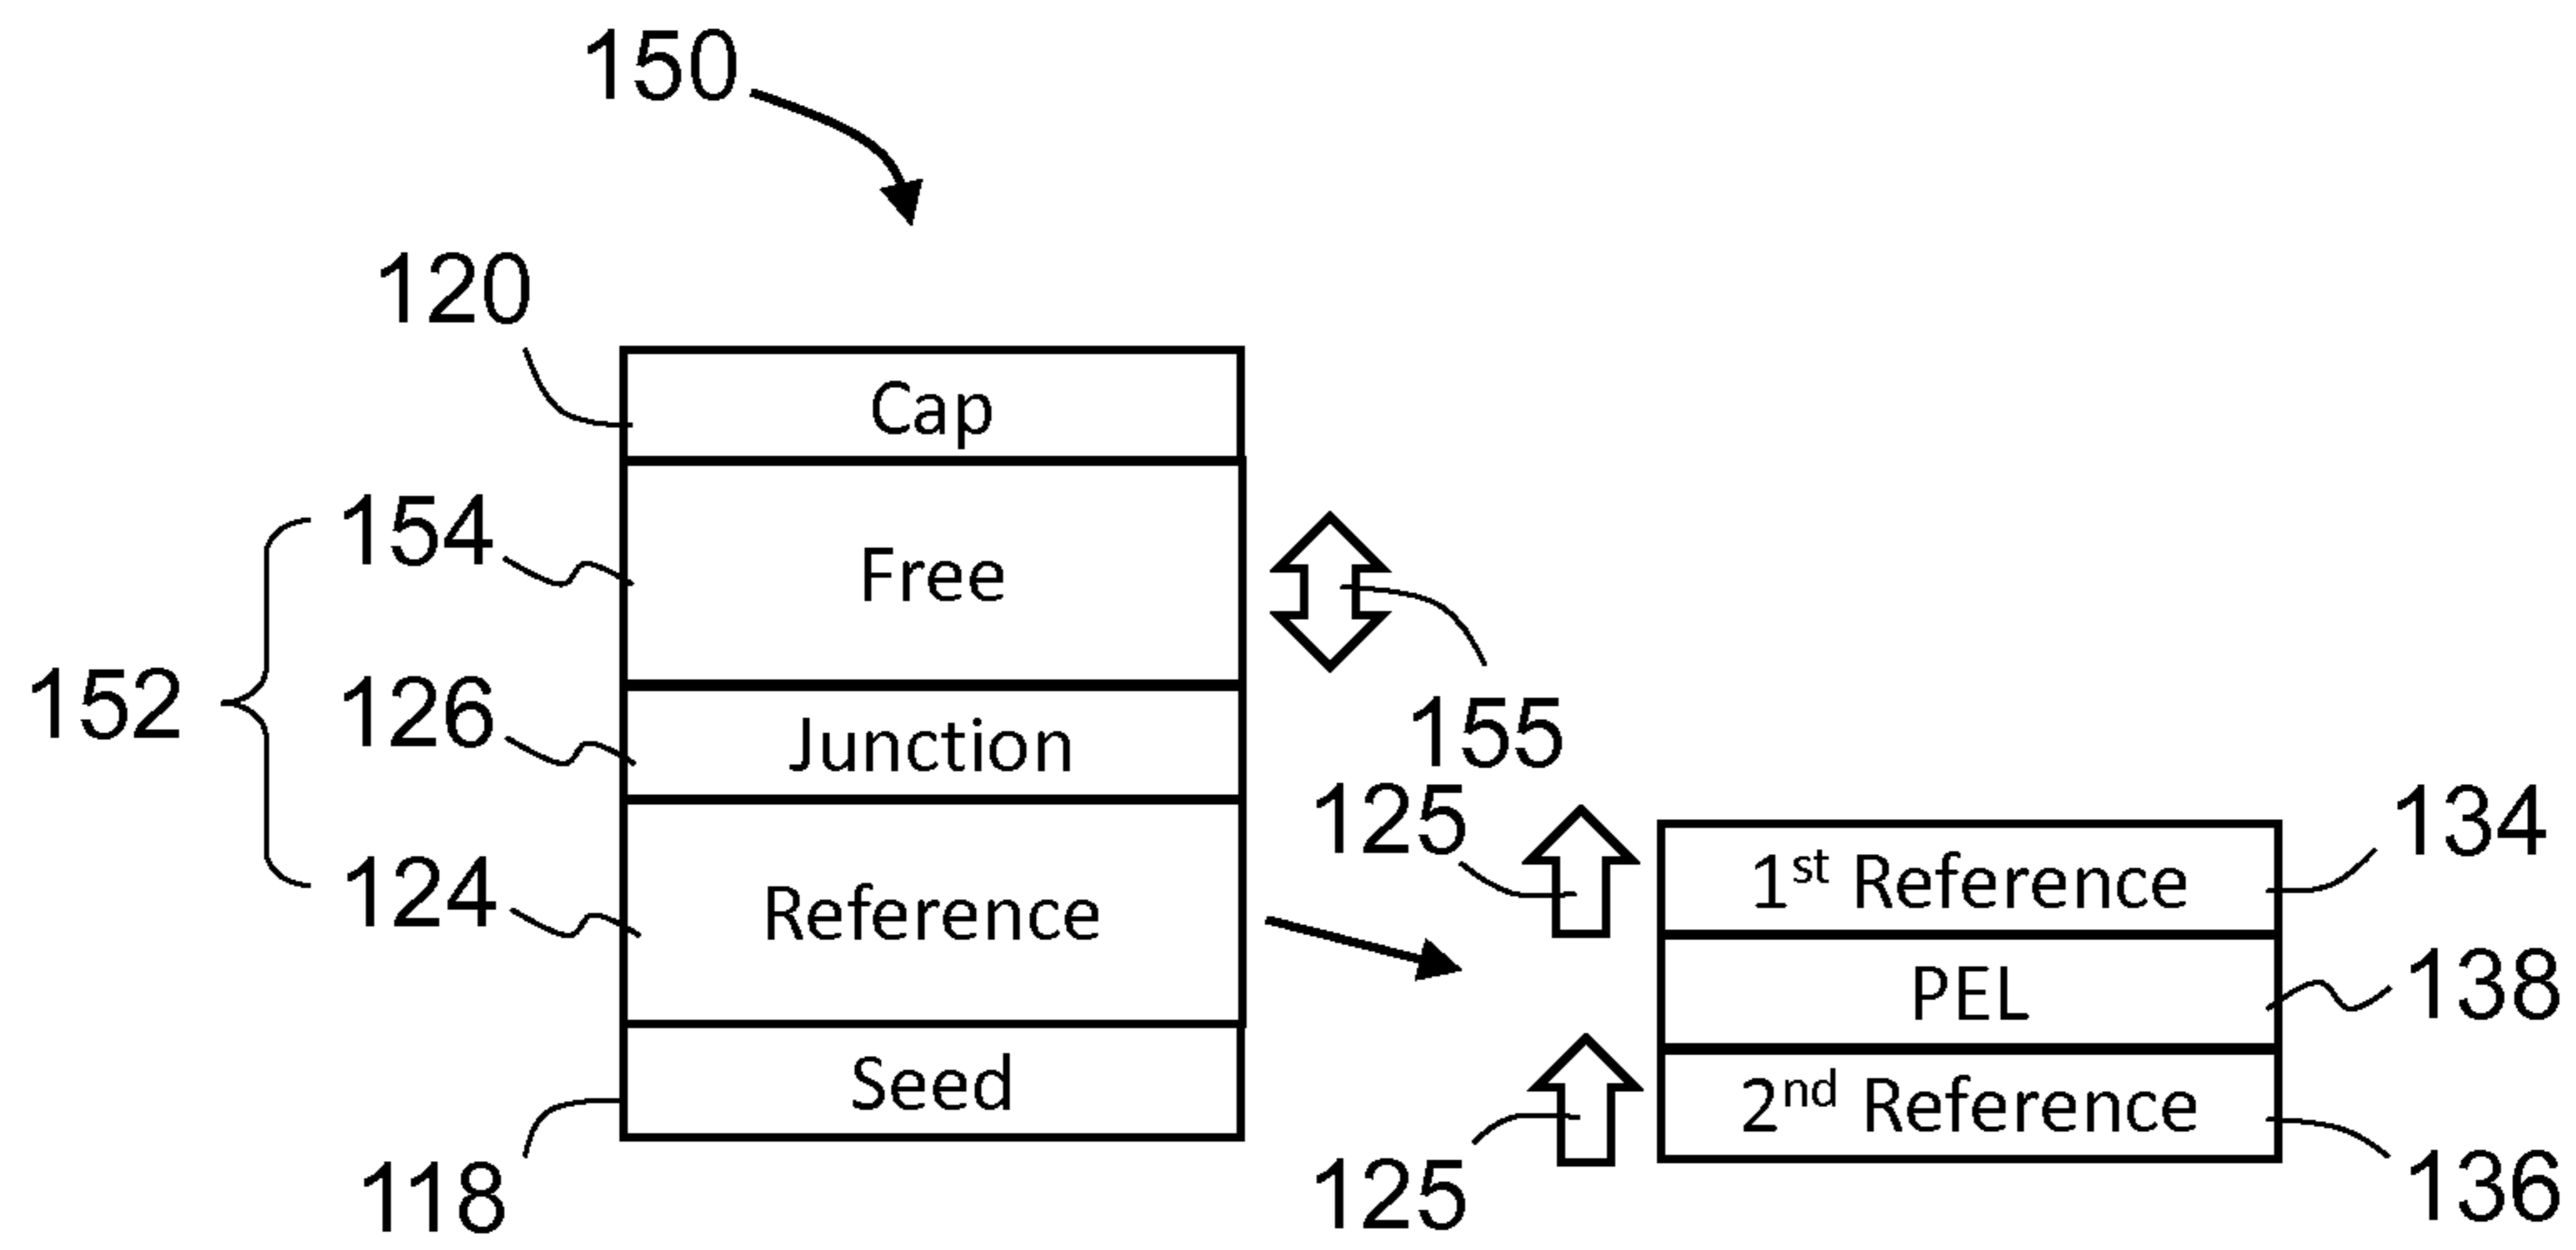 150
120
Cap
154
Free
152
126
Junction
155
125
134
1st Reference
124
Reference
PEL
138
Seed
2nd Reference
118
125
136